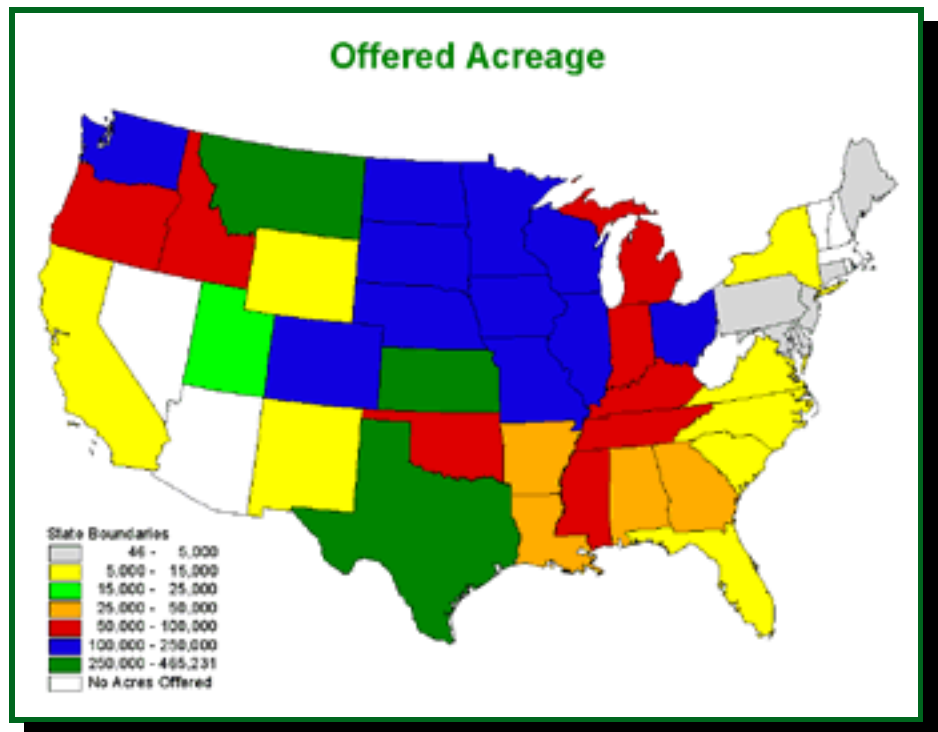 Offered Acreage
State Boundaries
46 - 5,000
5,000 - 15,000
15,000 - 25,000
25,000 - 50,000
50,000 - 100,000
100,000 - 250,000
250,000 - 465,231
No Acres Offered